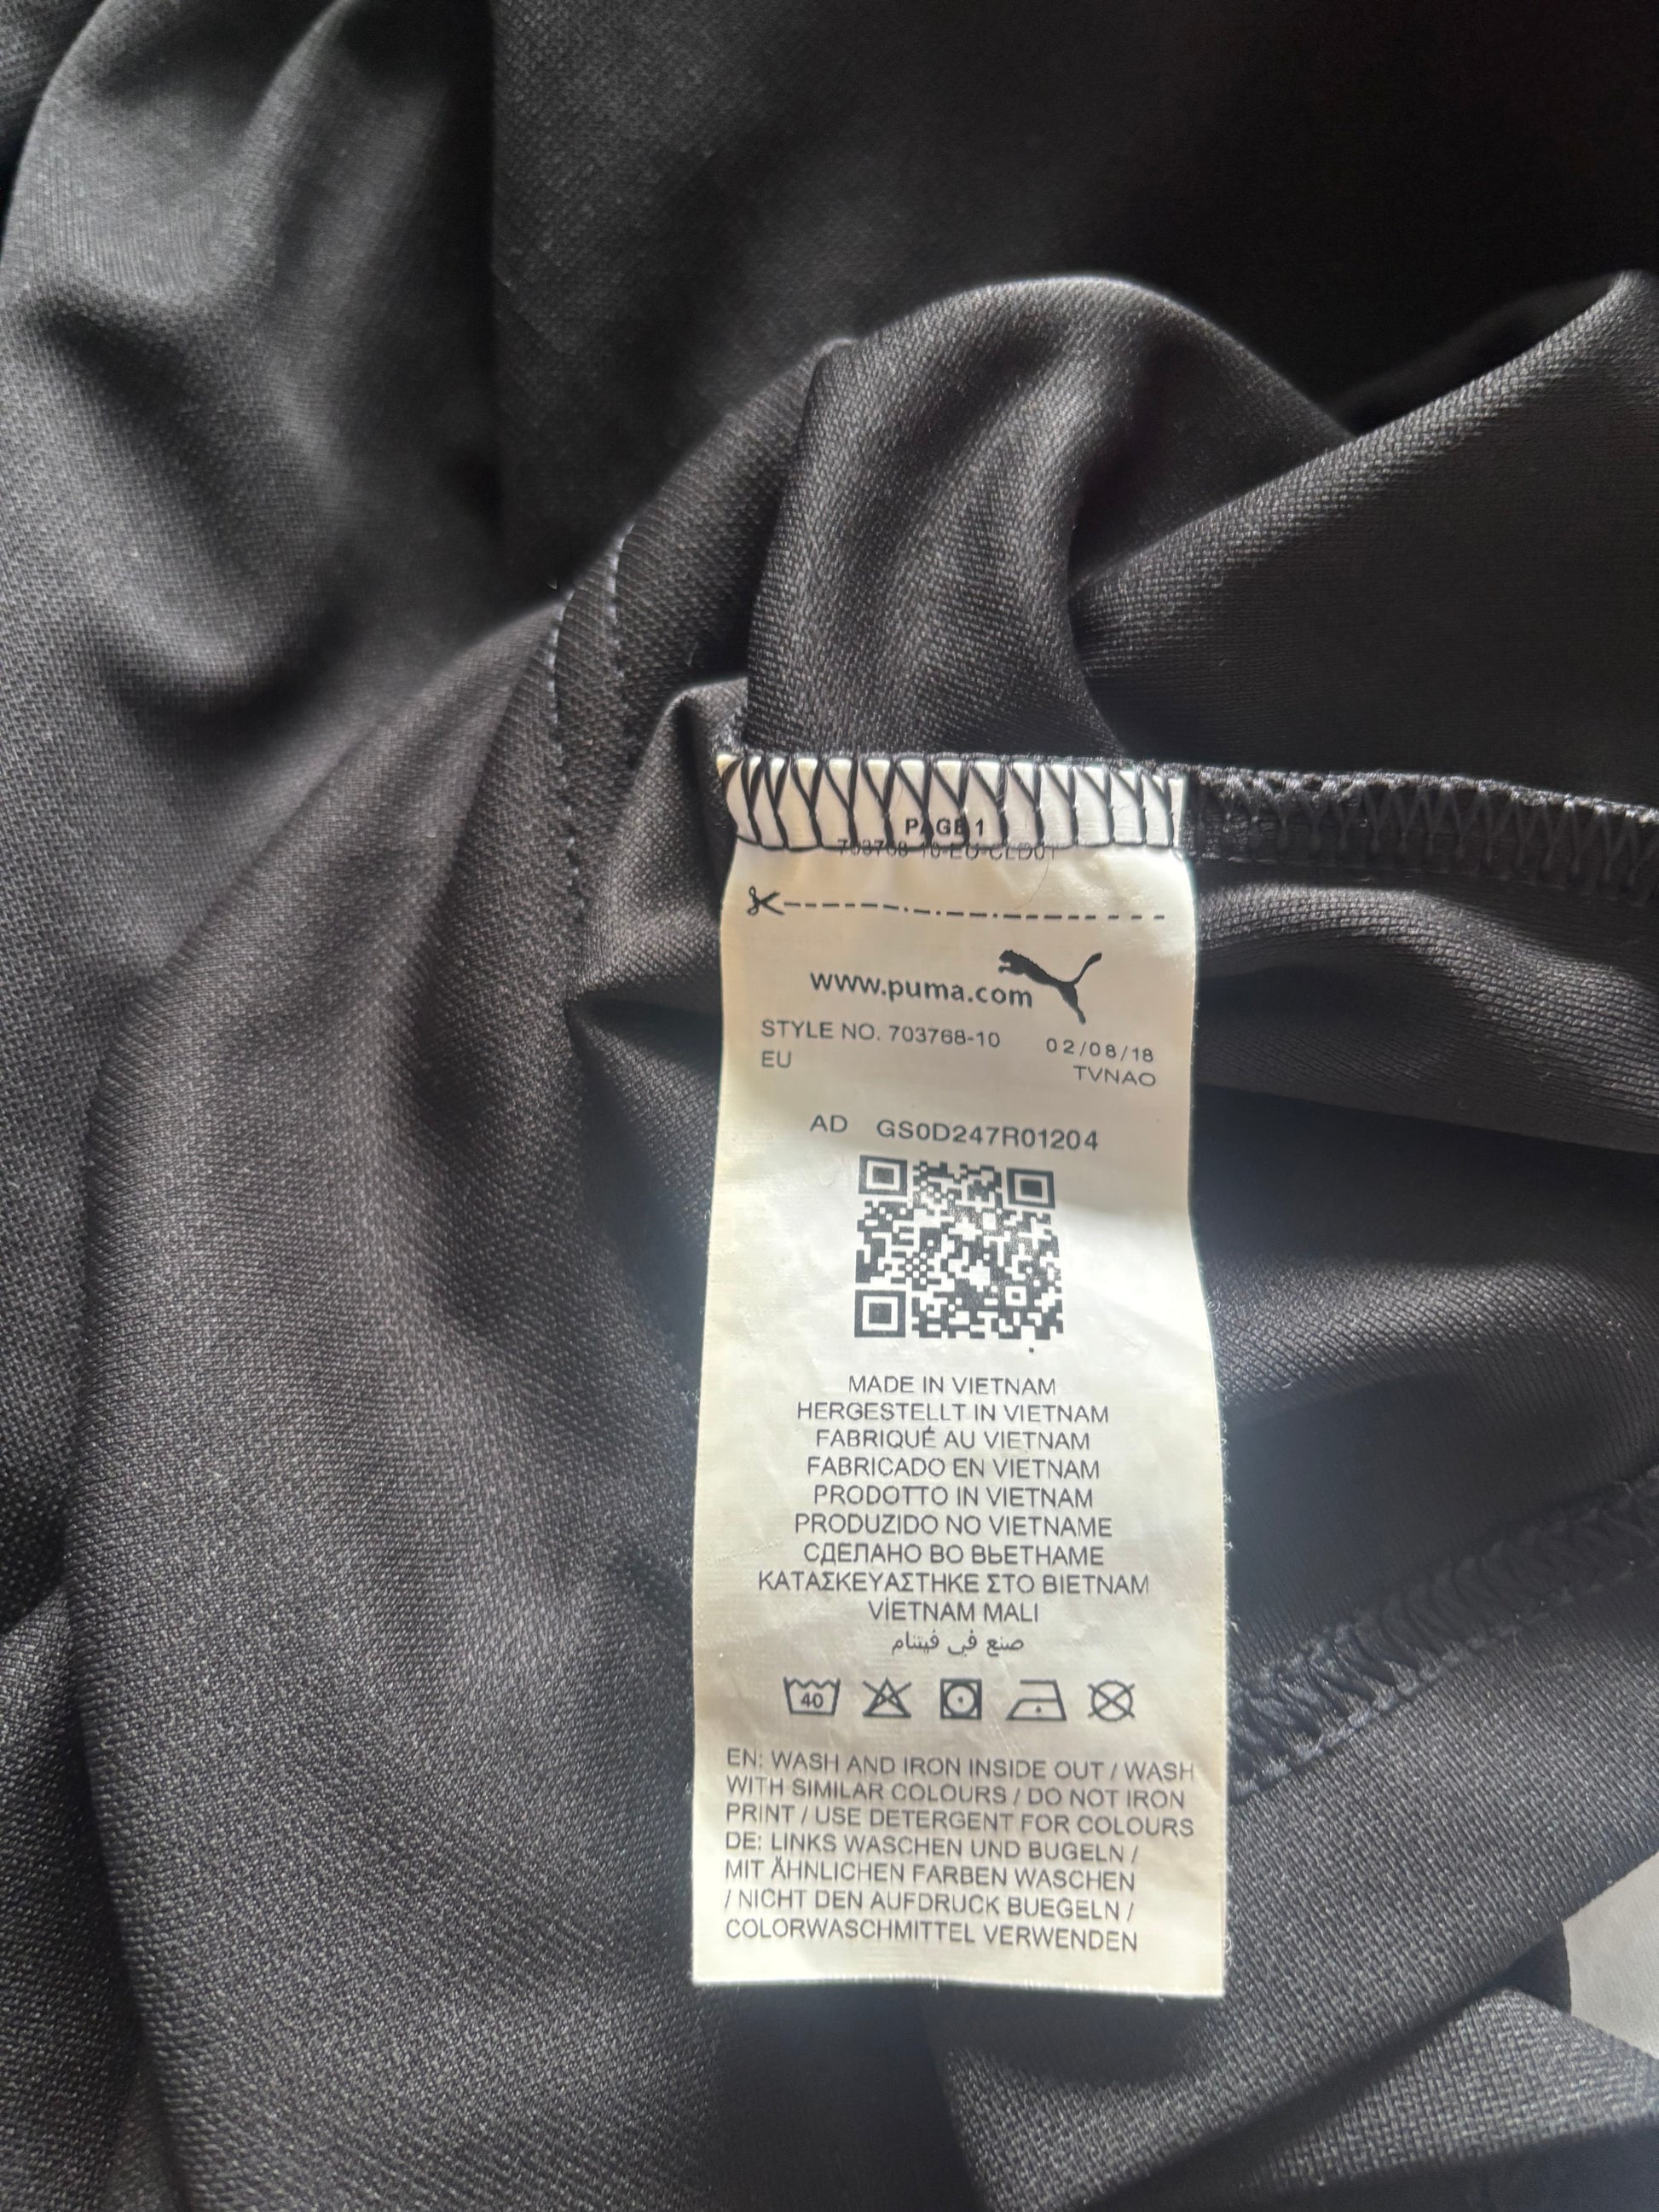 PAGE 1
703768-10-EU-CLD01
www.puma.com
STYLE NO. 703768-10 02/08/18
EU TVNAO
AD GS0D247R01204
MADE IN VIETNAM
HERGESTELLT IN VIETNAM
FABRIQUÉ AU VIETNAM
FABRICADO EN VIETNAM
PRODOTTO IN VIETNAM
PRODUZIDO NO VIETNAME
СДЕЛАНО ВО ВЬЕТНАМЕ
ΚΑΤΑΣΚΕΥΑΣΤΗΚΕ ΣΤΟ ΒΙΕΤΝΑΜ
VİETNAM MALI
صنع في فيتنام
40
EN: WASH AND IRON INSIDE OUT / WASH
WITH SIMILAR COLOURS / DO NOT IRON
PRINT / USE DETERGENT FOR COLOURS
DE: LINKS WASCHEN UND BUGELN /
MIT ÄHNLICHEN FARBEN WASCHEN
/ NICHT DEN AUFDRUCK BUEGELN /
COLORWASCHMITTEL VERWENDEN